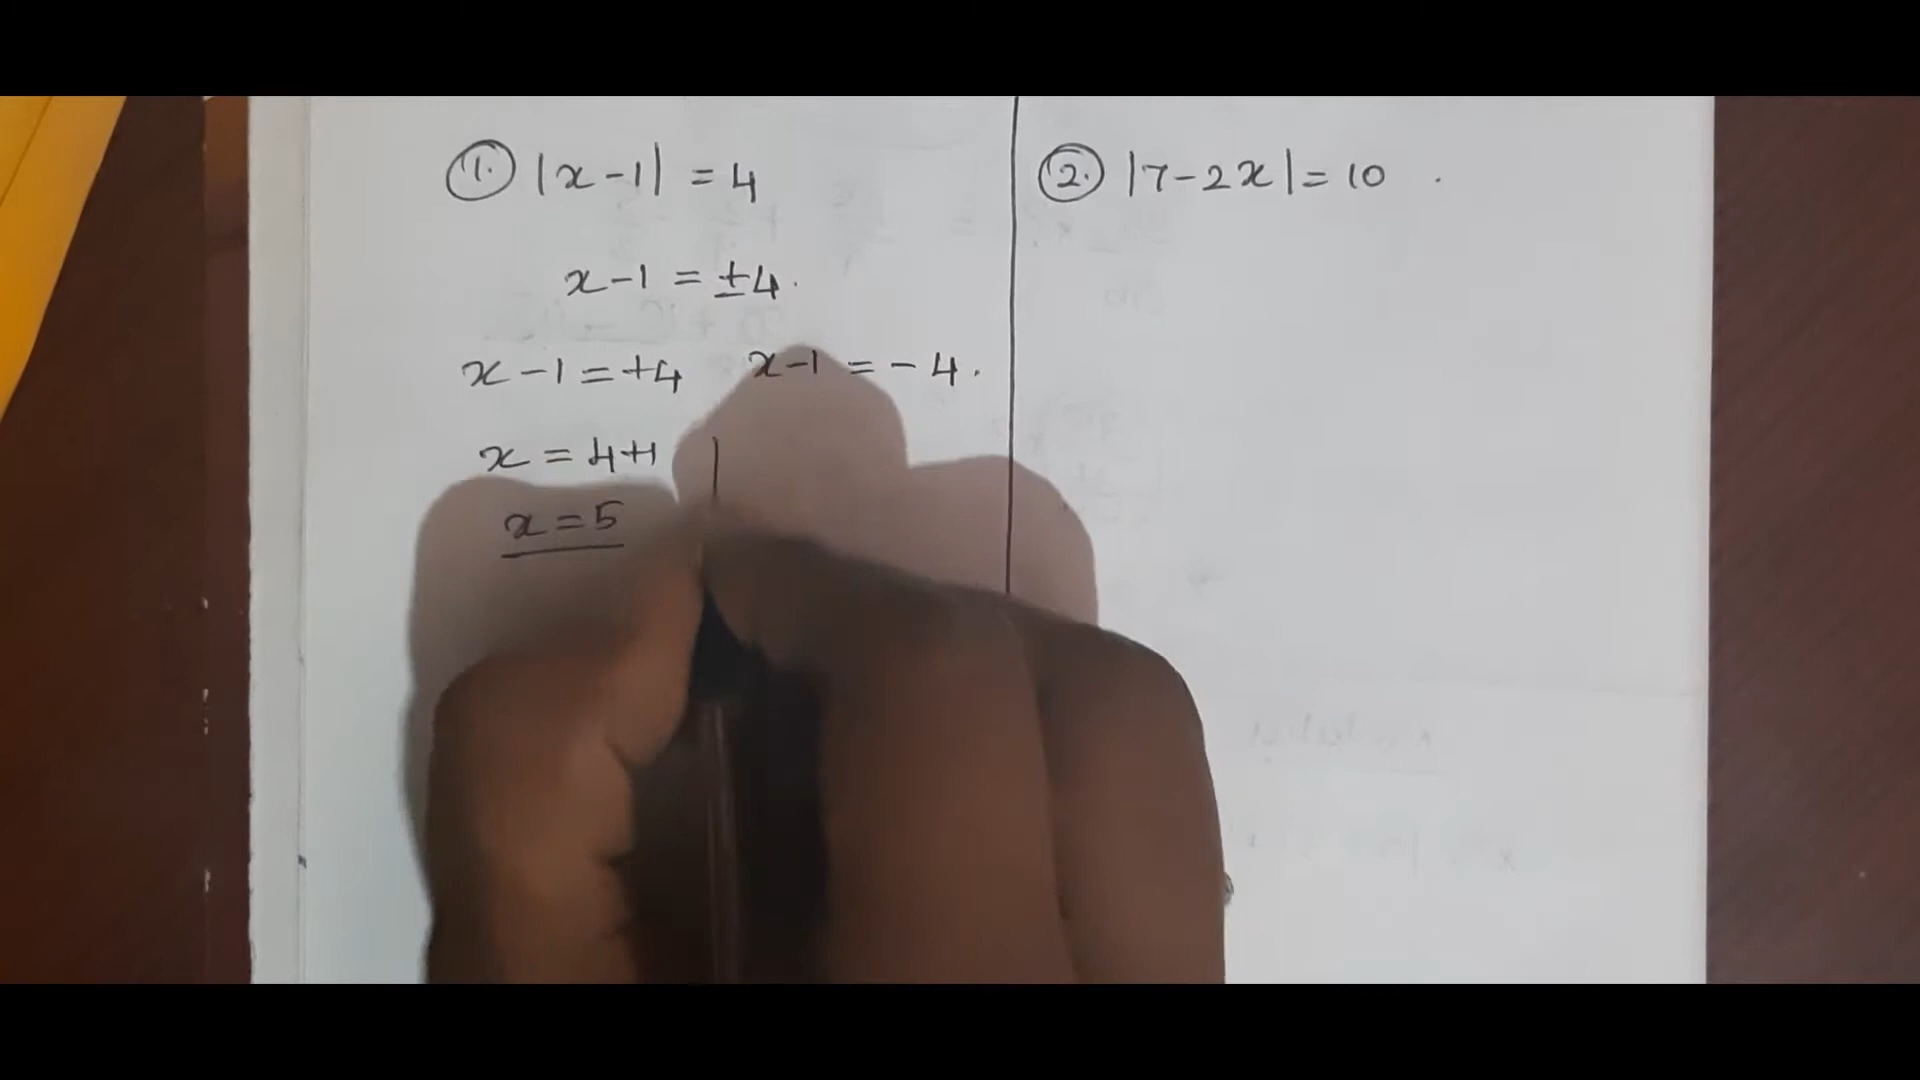 1. |x-1| = 4
x-1 = ±4.
x-1 = +4 x-1 = -4.
x = 4+1
x = 5
2. |7-2x| = 10